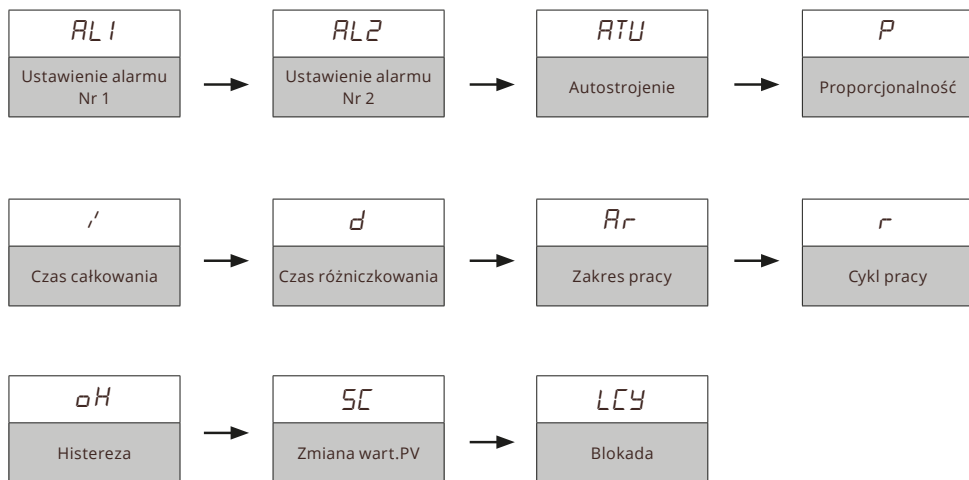 AL1
AL2
ATU
P
Ustawienie alarmu
Nr 1
Ustawienie alarmu
Nr 2
Autostrojenie
Proporcjonalność
i
d
Ar
r
Czas całkowania
Czas różniczkowania
Zakres pracy
Cykl pracy
oH
SC
LCY
Histereza
Zmiana wart.PV
Blokada